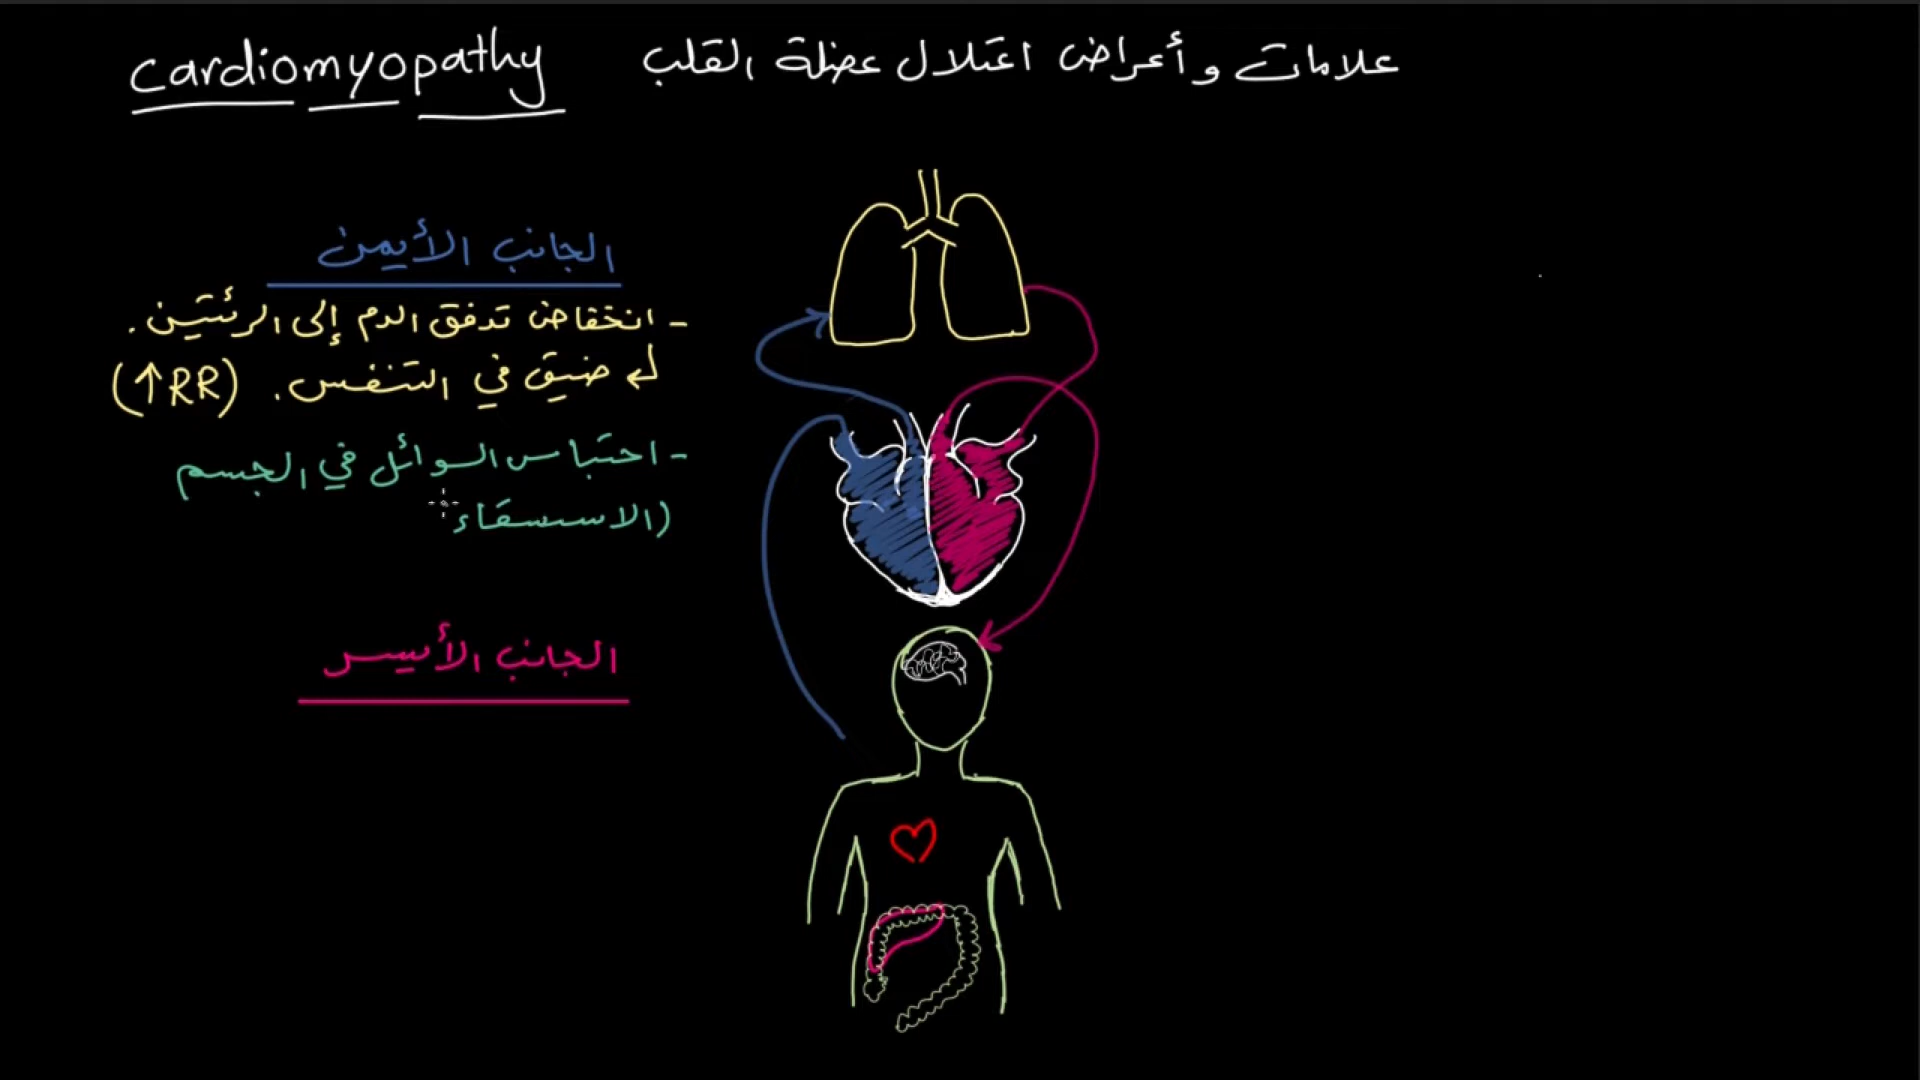 cardiomyopathy علامات وأعراض اعتلال عضلة القلب
الجانب الأيمن
- انخفاض تدفق الدم إلى الرئتين.
↲ ضيق في التنفس. (↑RR)
- احتباس السوائل في الجسم
(الاستسقاء
الجانب الأيسر